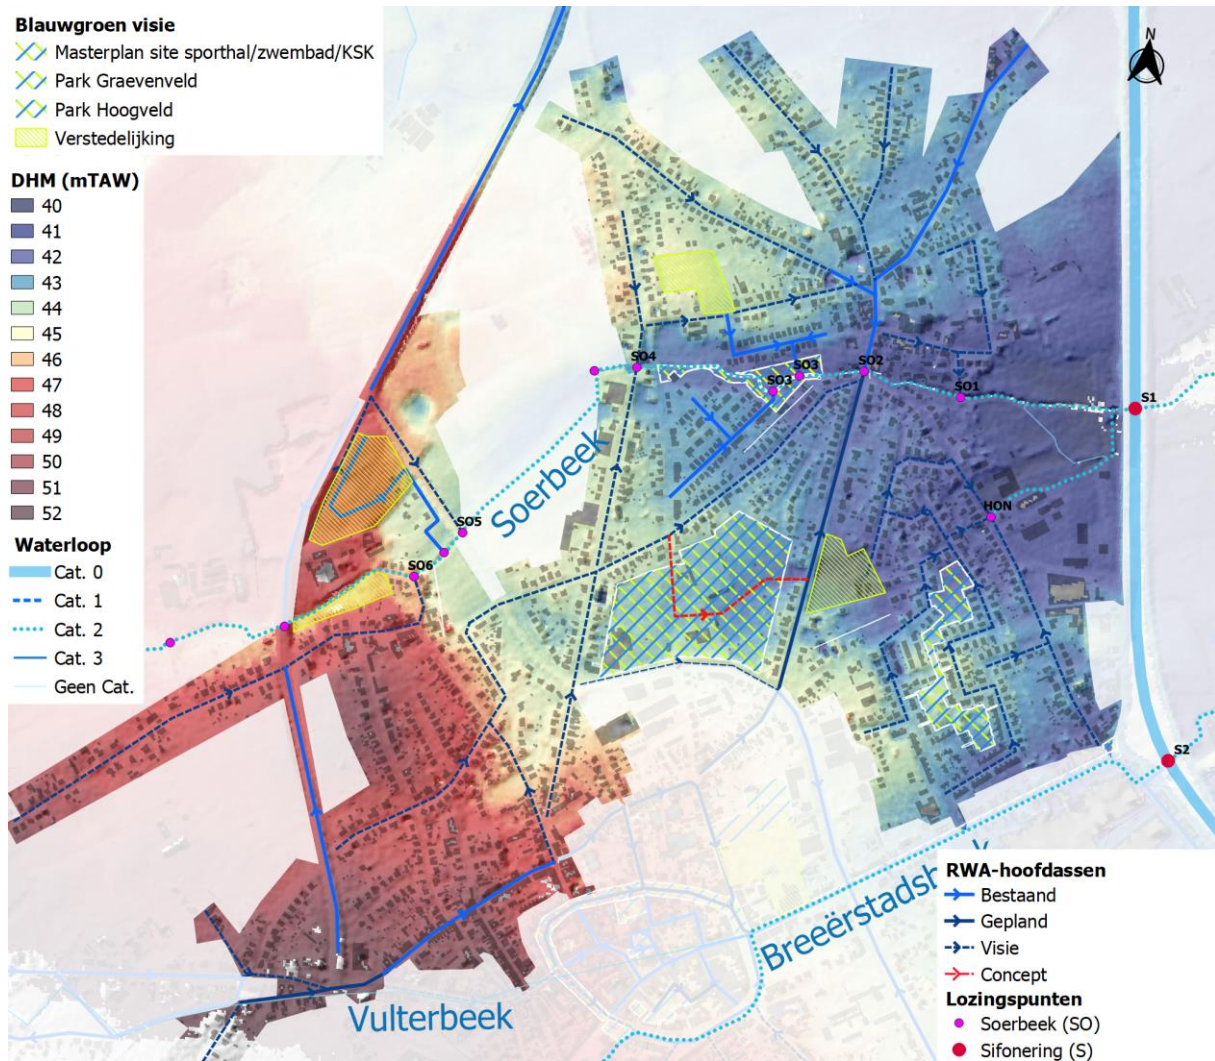 Blauwgroen visie
Masterplan site sporthal/zwembad/KSK
Park Graevenveld
Park Hoogveld
Verstedelijking
DHM (mTAW)
40
41
42
43
44
45
46
47
48
49
50
51
52
Waterloop
Cat. 0
Cat. 1
Cat. 2
Cat. 3
Geen Cat.
N
SO4
SO3
SO3
SO2
SO1
S1
Soerbeek
SO5
HON
SO6
S2
Breeërstadsb
Vulterbeek
RWA-hoofdassen
Bestaand
Gepland
Visie
Concept
Lozingspunten
Soerbeek (SO)
Sifonering (S)